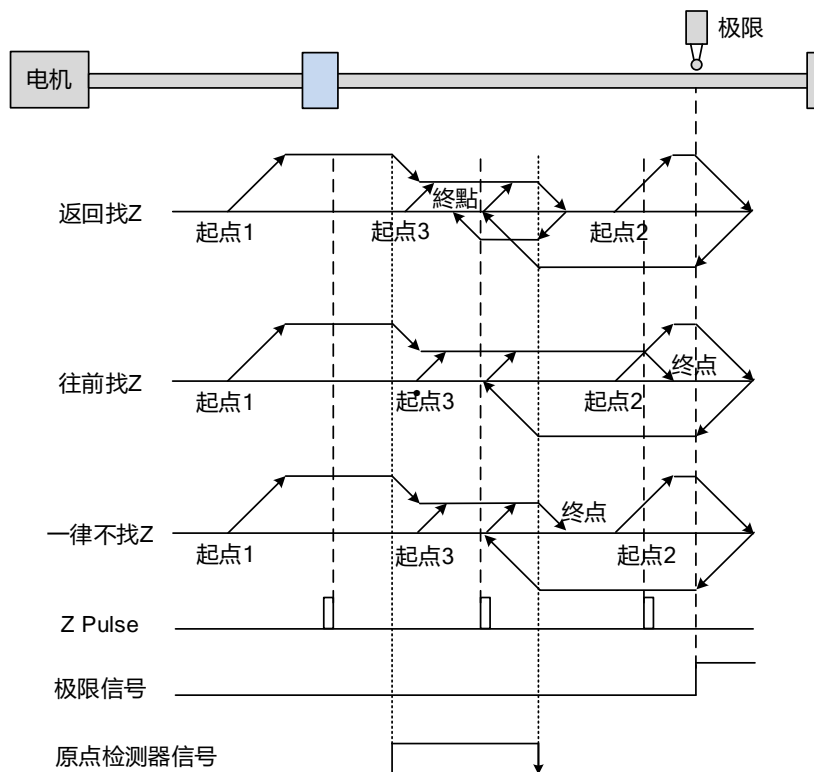 极限
电机
返回找Z
終點
起点1
起点3
起点2
往前找Z
终点
起点1
起点3
起点2
一律不找Z
终点
起点1
起点3
起点2
Z Pulse
极限信号
原点检测器信号